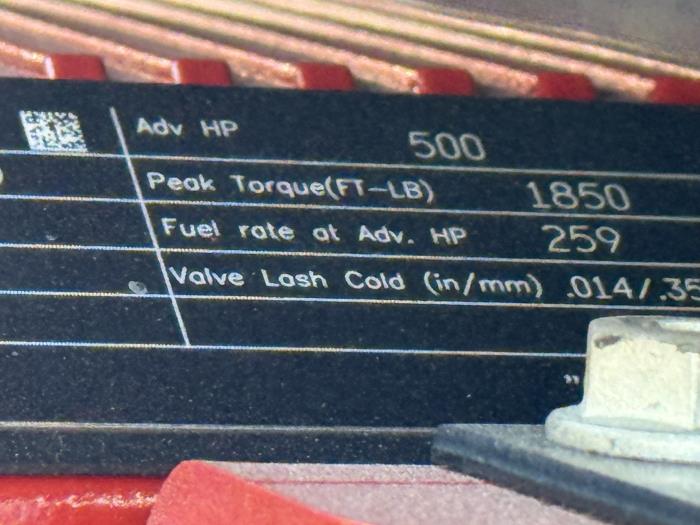 Adv HP 500
Peak Torque(FT-LB) 1850
Fuel rate at Adv. HP 259
Valve Lash Cold (in/mm) .014/.35
"